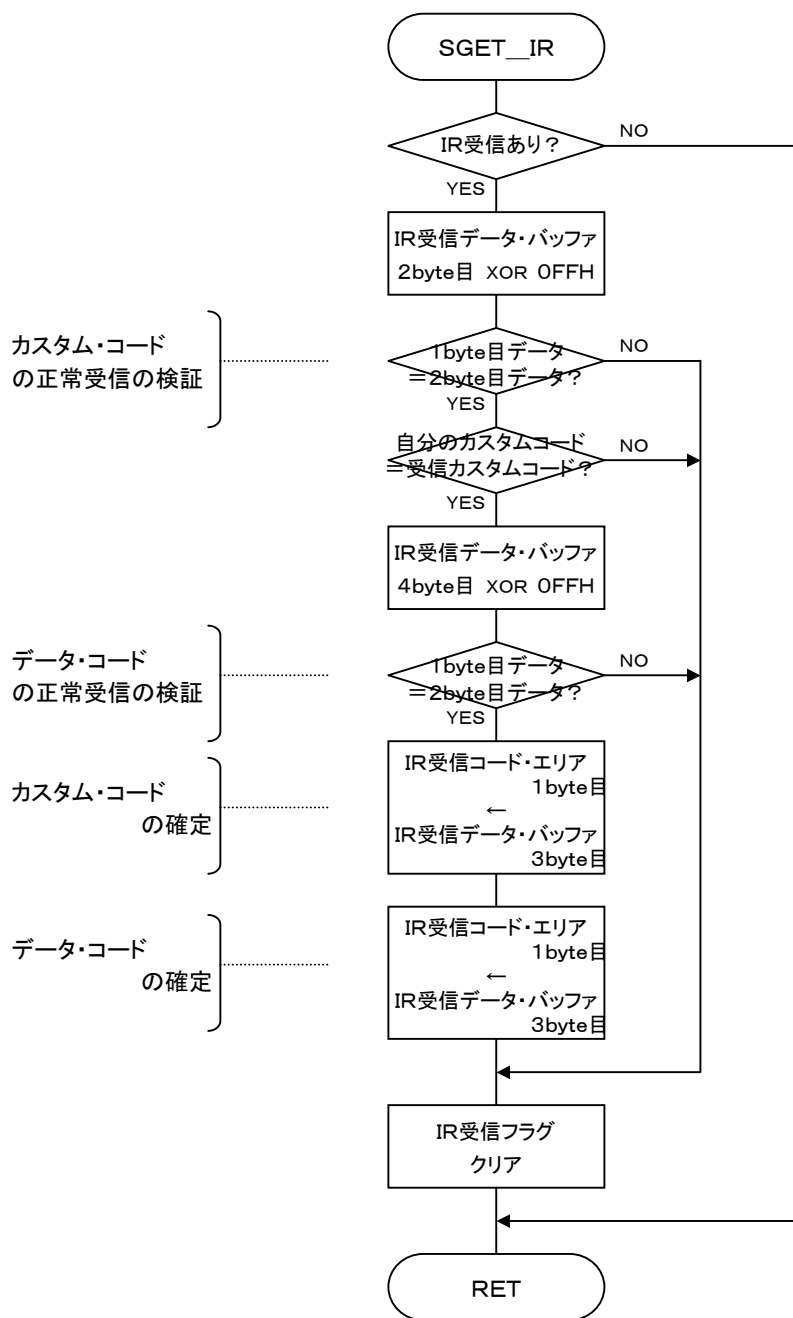 SGET__IR
IR受信あり？
NO
YES
IR受信データ・バッファ
2byte目 XOR 0FFH
カスタム・コード
の正常受信の検証
1byte目データ
＝2byte目データ？
NO
YES
自分のカスタムコード
＝受信カスタムコード？
NO
YES
IR受信データ・バッファ
4byte目 XOR 0FFH
データ・コード
の正常受信の検証
1byte目データ
＝2byte目データ？
NO
YES
カスタム・コード
の確定
IR受信コード・エリア
1byte目
←
IR受信データ・バッファ
3byte目
データ・コード
の確定
IR受信コード・エリア
1byte目
←
IR受信データ・バッファ
3byte目
IR受信フラグ
クリア
RET